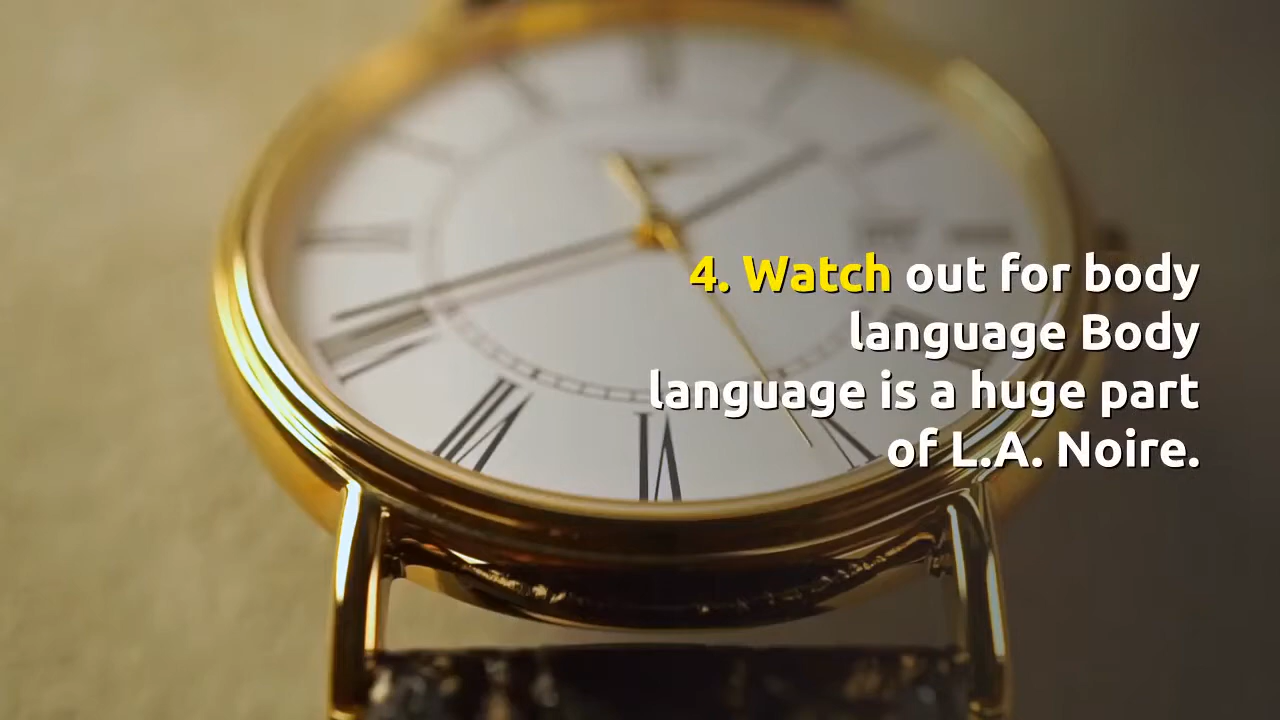 4. Watch out for body
language Body
language is a huge part
of L.A. Noire.